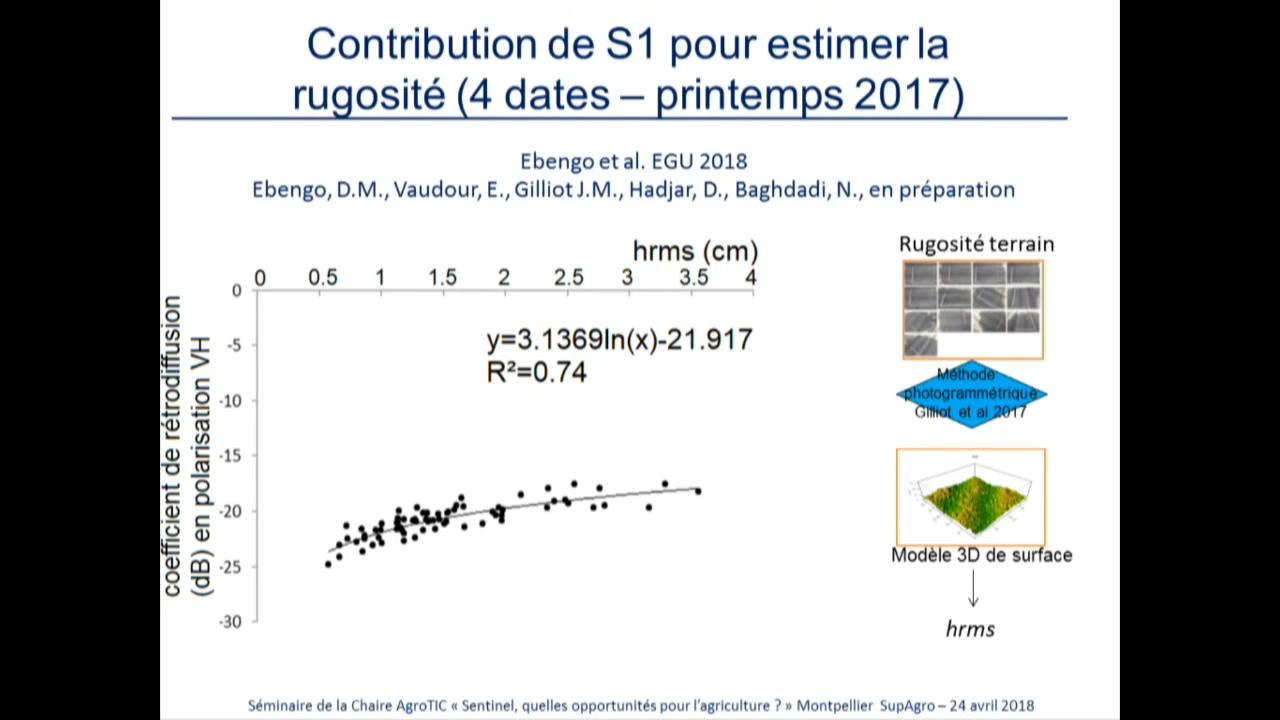 Contribution de S1 pour estimer la
rugosité (4 dates – printemps 2017)
Ebengo et al. EGU 2018
Ebengo, D.M., Vaudour, E., Gilliot J.M., Hadjar, D., Baghdadi, N., en préparation
hrms (cm)
0 0.5 1 1.5 2 2.5 3 3.5 4
0
-5
-10
-15
-20
-25
-30
coefficient de rétrodiffusion
(dB) en polarisation VH
y=3.1369ln(x)-21.917
R²=0.74
Rugosité terrain
Méthode
photogrammétrique
Gilliot et al 2017
Modèle 3D de surface
hrms
Séminaire de la Chaire AgroTIC « Sentinel, quelles opportunités pour l'agriculture ? » Montpellier SupAgro – 24 avril 2018